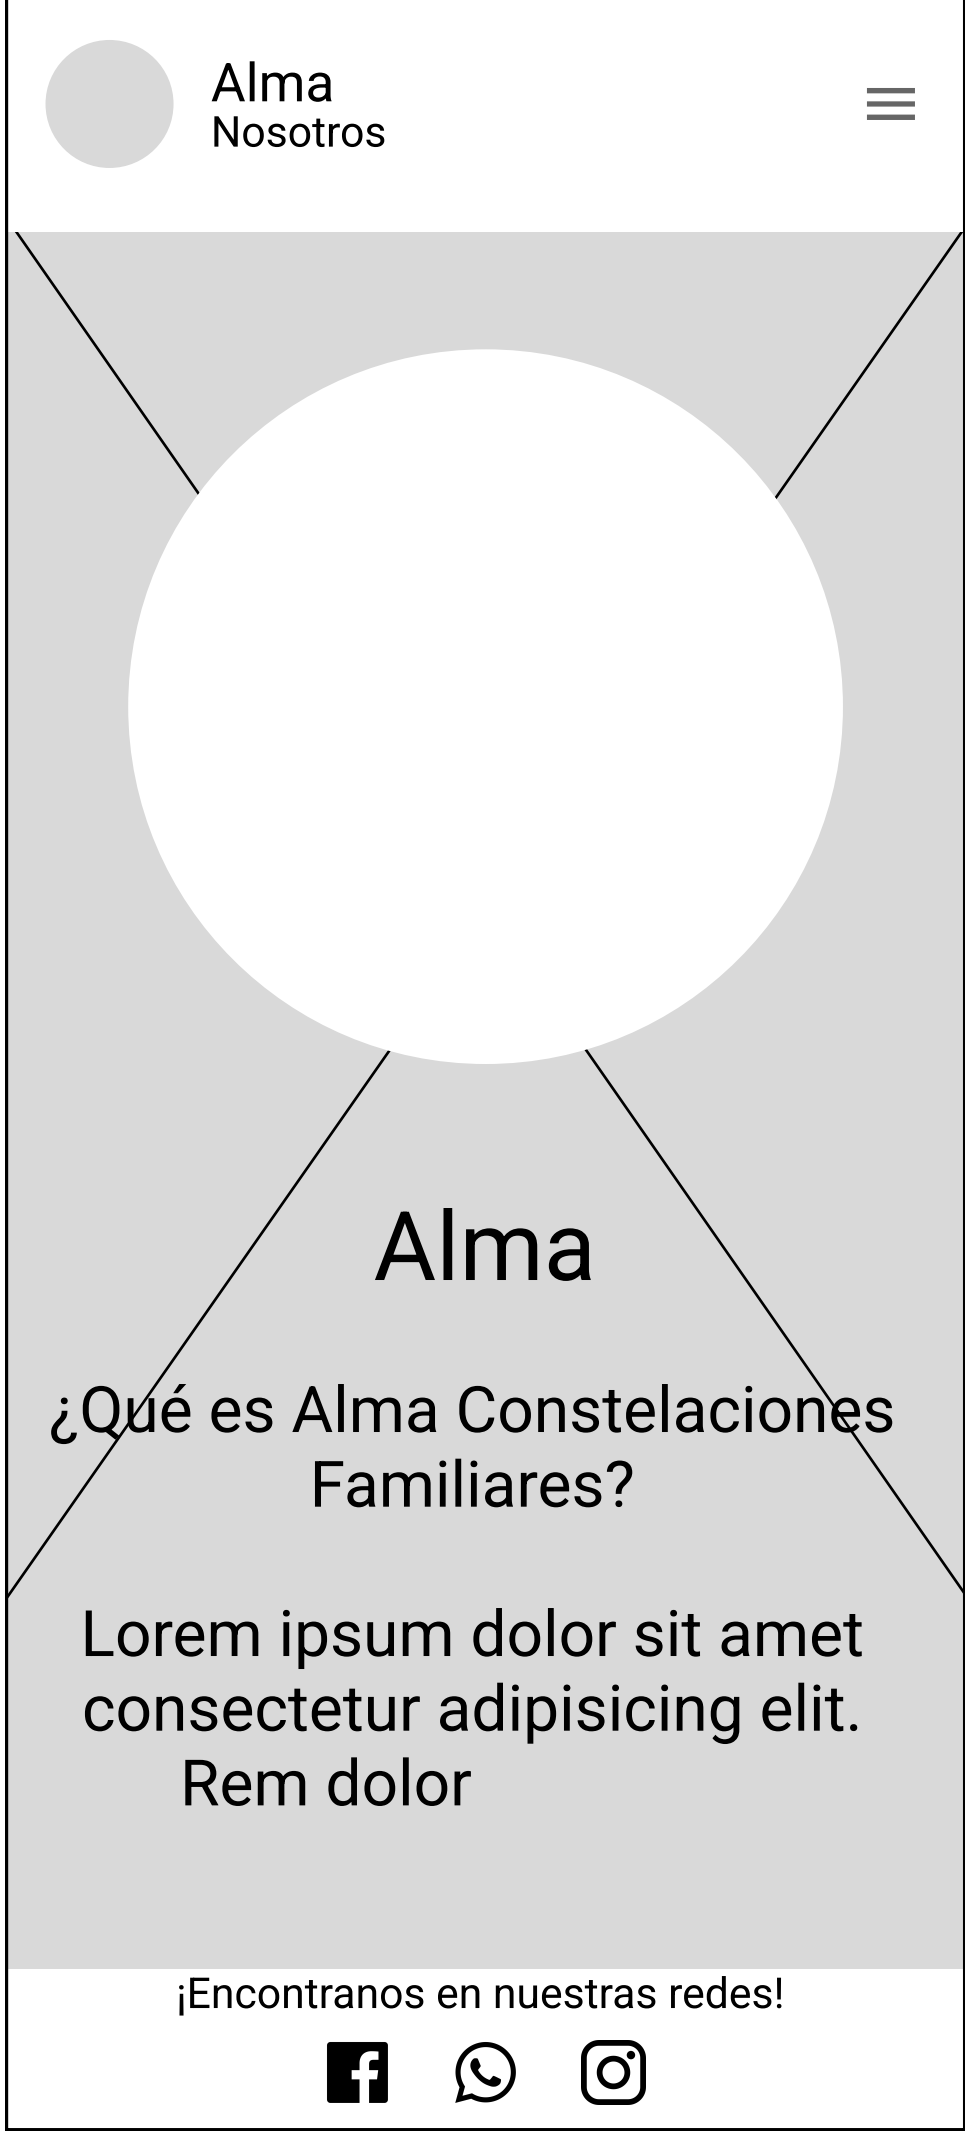 Alma
Nosotros
Alma
¿Qué es Alma Constelaciones
Familiares?
Lorem ipsum dolor sit amet
consectetur adipisicing elit.
Rem dolor
¡Encontranos en nuestras redes!